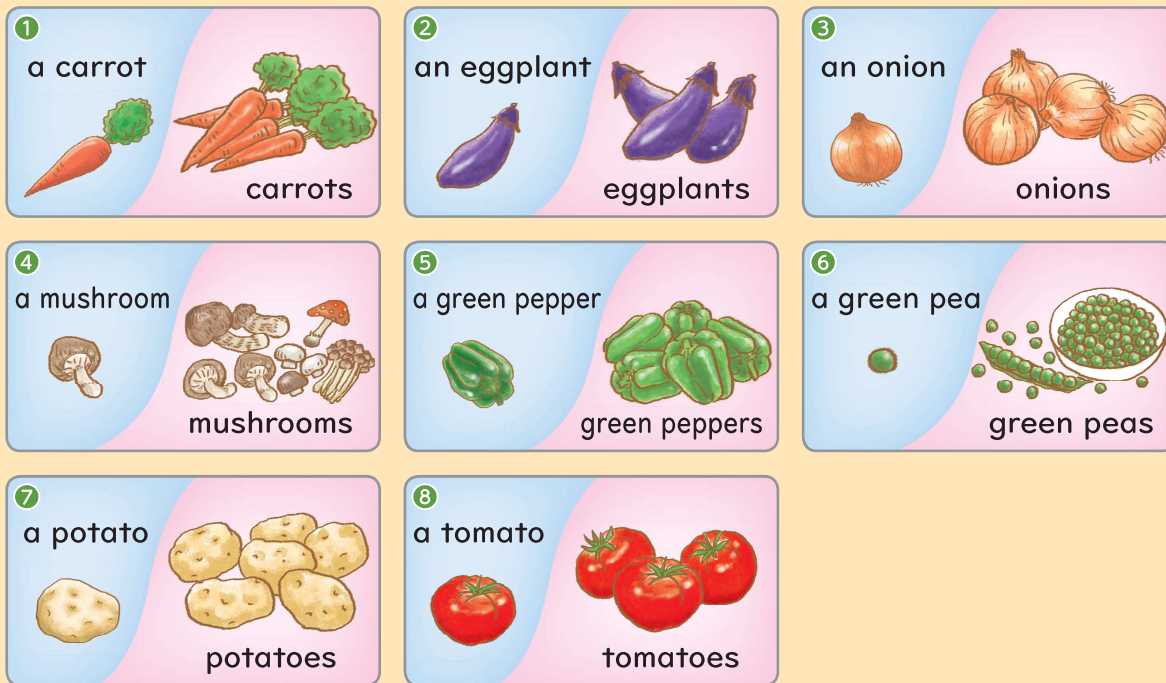 1
a carrot
carrots
2
an eggplant
eggplants
3
an onion
onions
4
a mushroom
mushrooms
5
a green pepper
green peppers
6
a green pea
green peas
7
a potato
potatoes
8
a tomato
tomatoes